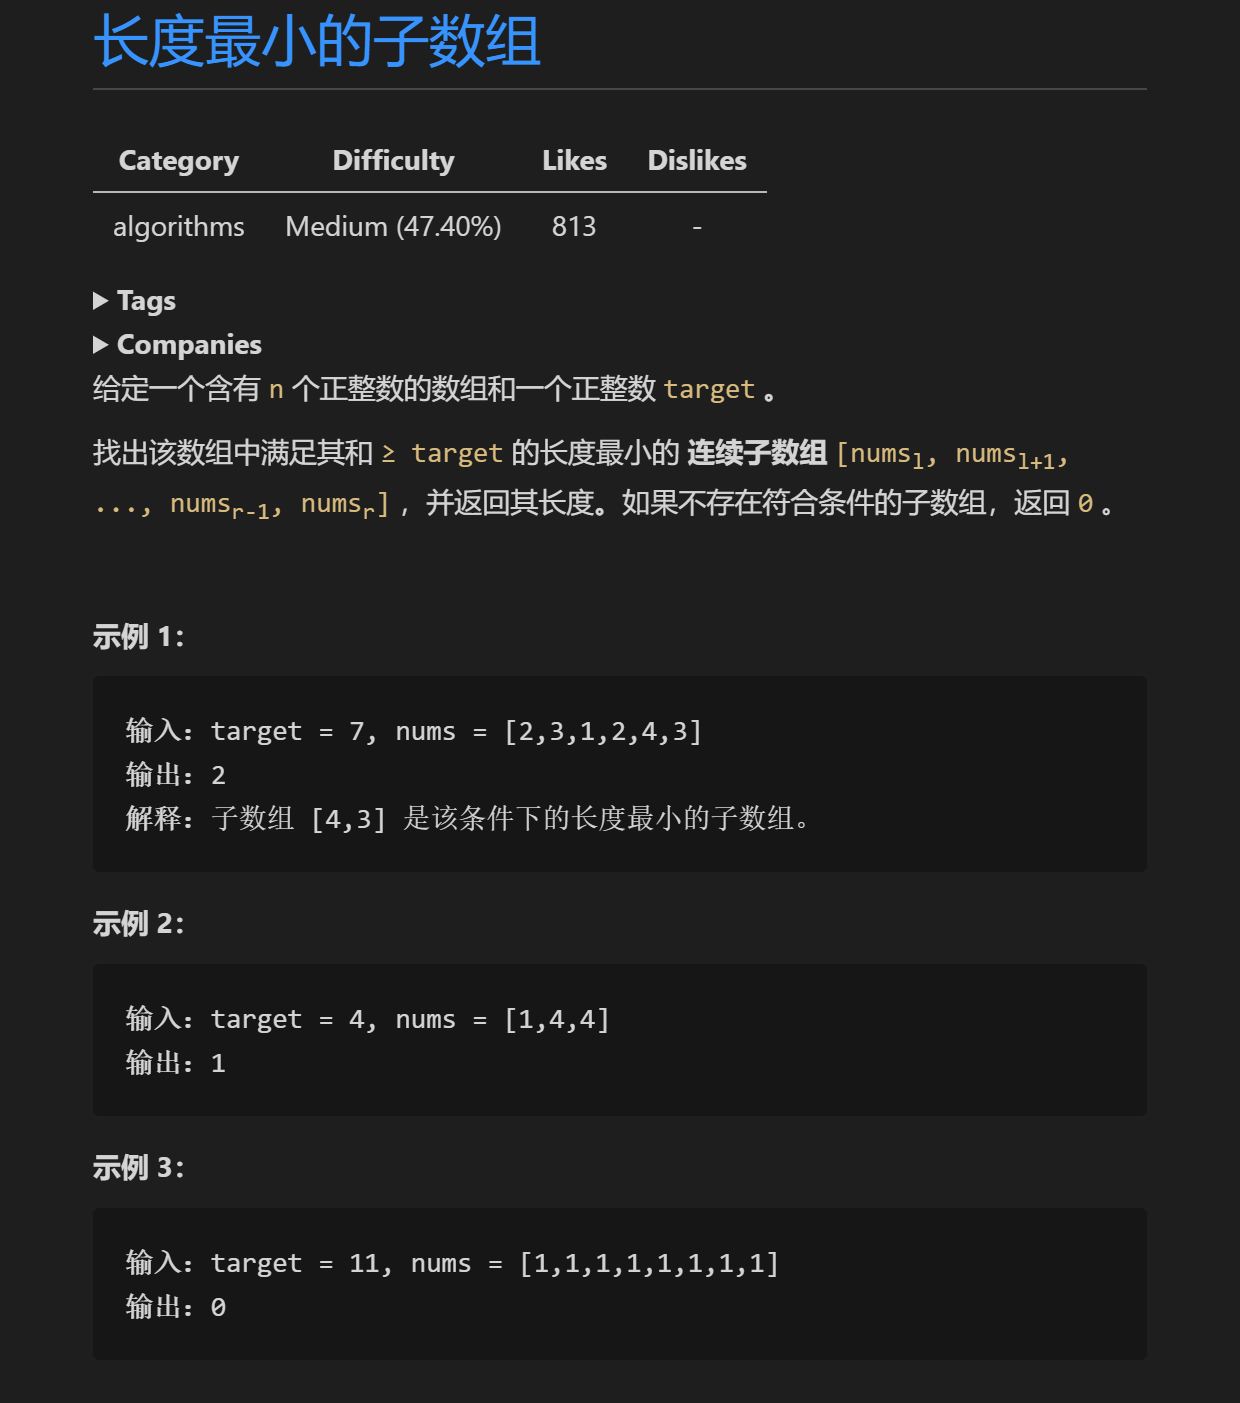 长度最小的子数组
Category Difficulty Likes Dislikes
algorithms Medium (47.40%) 813 -
▶ Tags
▶ Companies
给定一个含有 n 个正整数的数组和一个正整数 target 。
找出该数组中满足其和 ≥ target 的长度最小的 连续子数组 [numsl, numsl+1,
..., numsr-1, numsr] ，并返回其长度。如果不存在符合条件的子数组，返回 0 。
示例 1：
输入：target = 7, nums = [2,3,1,2,4,3]
输出：2
解释：子数组 [4,3] 是该条件下的长度最小的子数组。
示例 2：
输入：target = 4, nums = [1,4,4]
输出：1
示例 3：
输入：target = 11, nums = [1,1,1,1,1,1,1,1]
输出：0